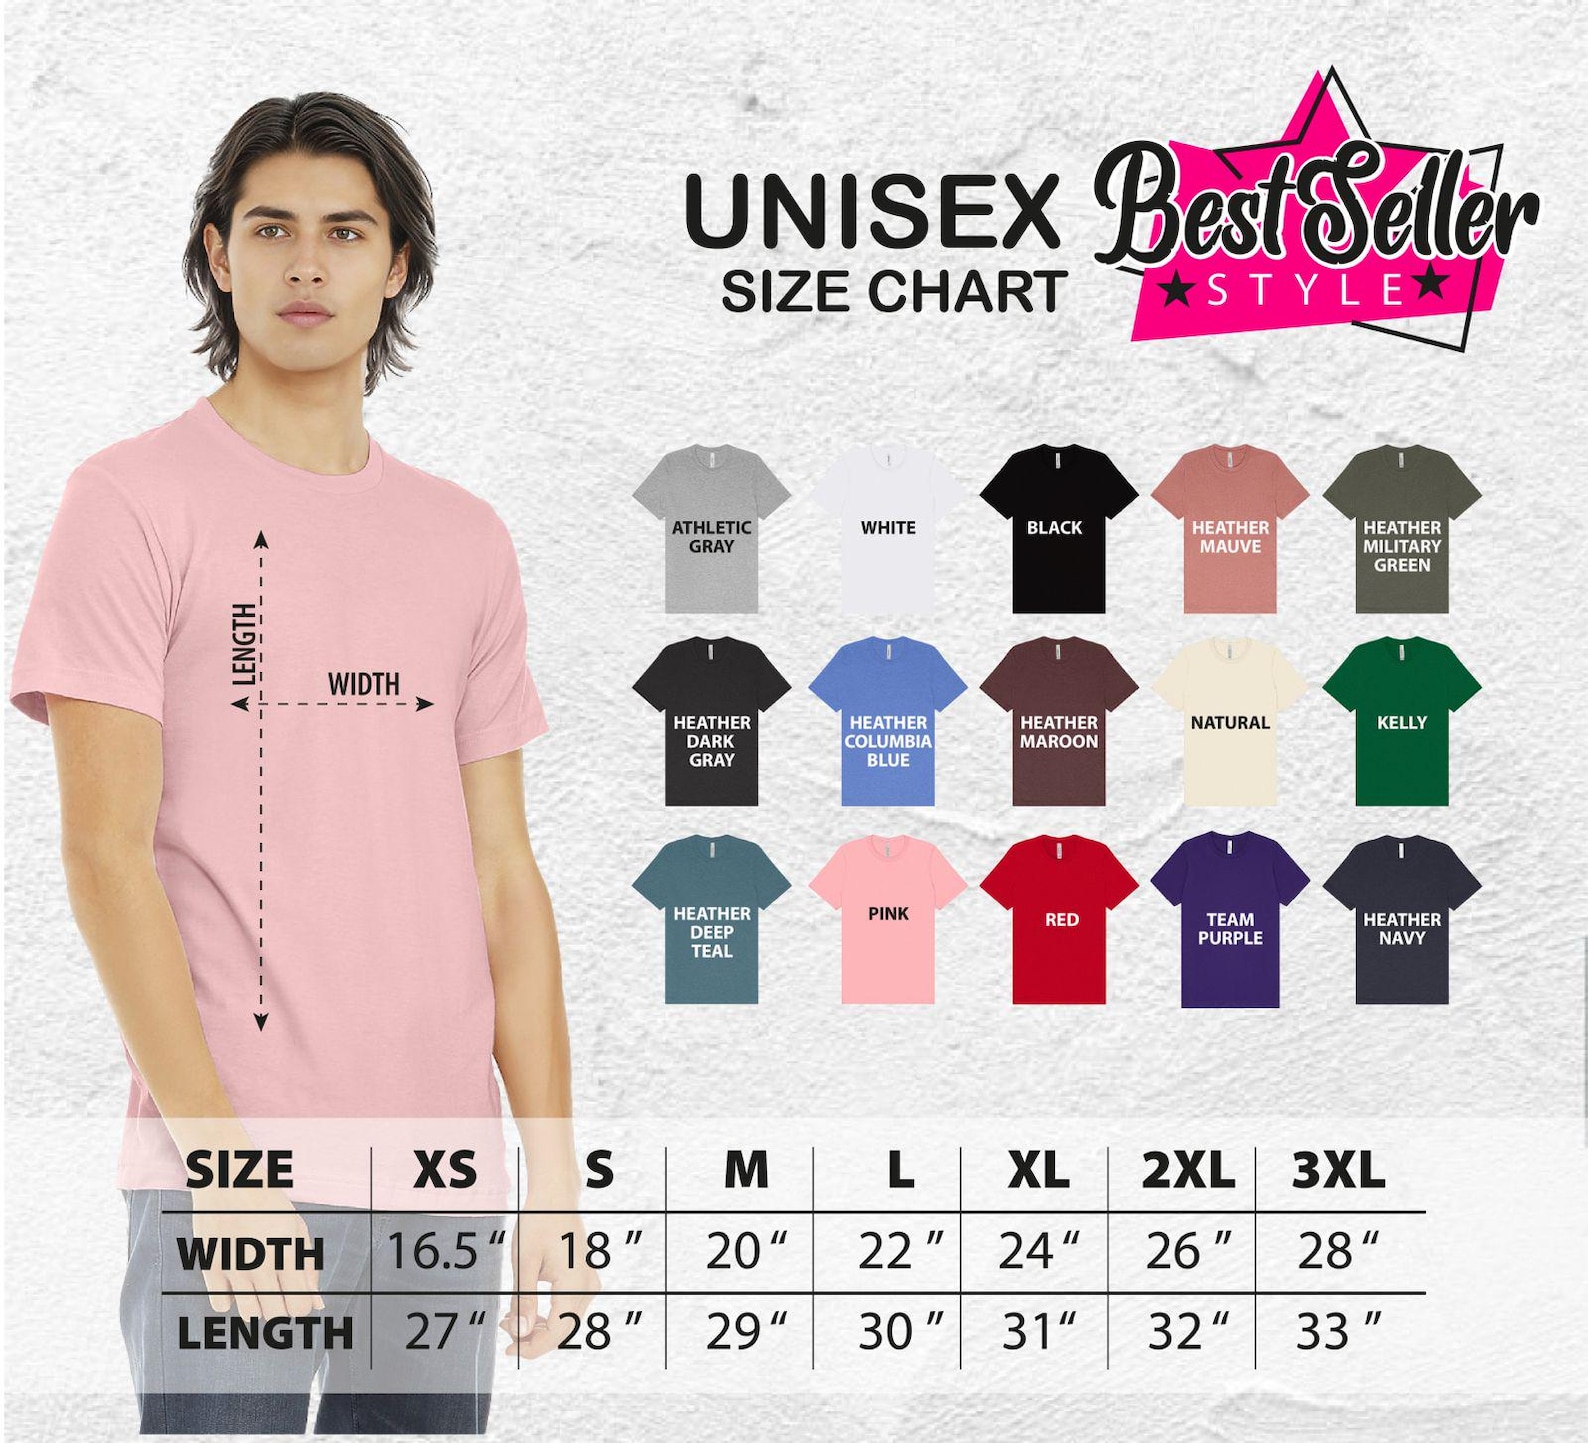 UNISEX
SIZE CHART
Best Seller
STYLE
LENGTH
WIDTH
ATHLETIC
GRAY
WHITE
BLACK
HEATHER
MAUVE
HEATHER
MILITARY
GREEN
HEATHER
DARK
GRAY
HEATHER
COLUMBIA
BLUE
HEATHER
MAROON
NATURAL
KELLY
HEATHER
DEEP
TEAL
PINK
RED
TEAM
PURPLE
HEATHER
NAVY
SIZE XS S M L XL 2XL 3XL
WIDTH 16.5“ 18” 20“ 22” 24“ 26” 28“
LENGTH 27“ 28” 29“ 30” 31“ 32“ 33”